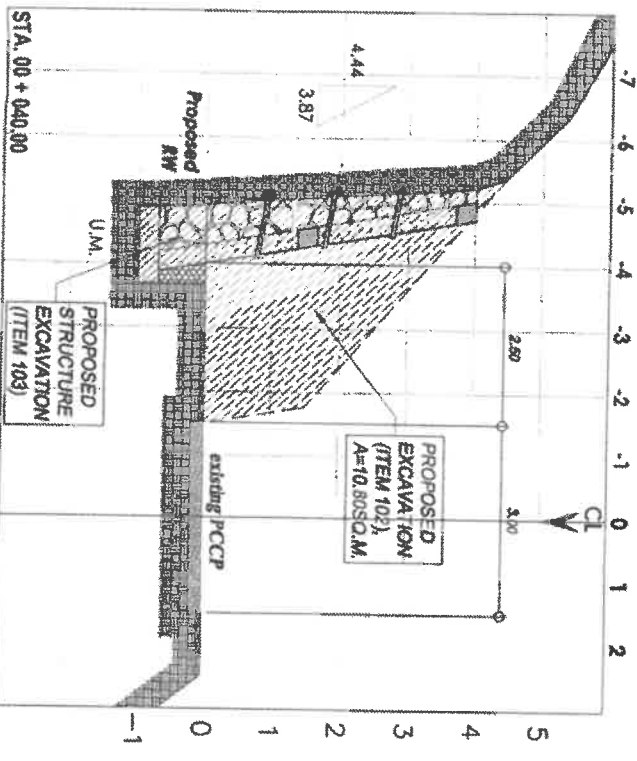 -7 -6 -5 -4 -3 -2 -1 0 1 2
CL
4.44
3.87
2.60
3.00
Proposed
RW
U.M.
PROPOSED
EXCAVATION
(ITEM 102),
A=10.80SQ.M.
existing PCCP
PROPOSED
STRUCTURE
EXCAVATION
(ITEM 103)
5
4
3
2
1
0
-1
STA. 00 + 040.00